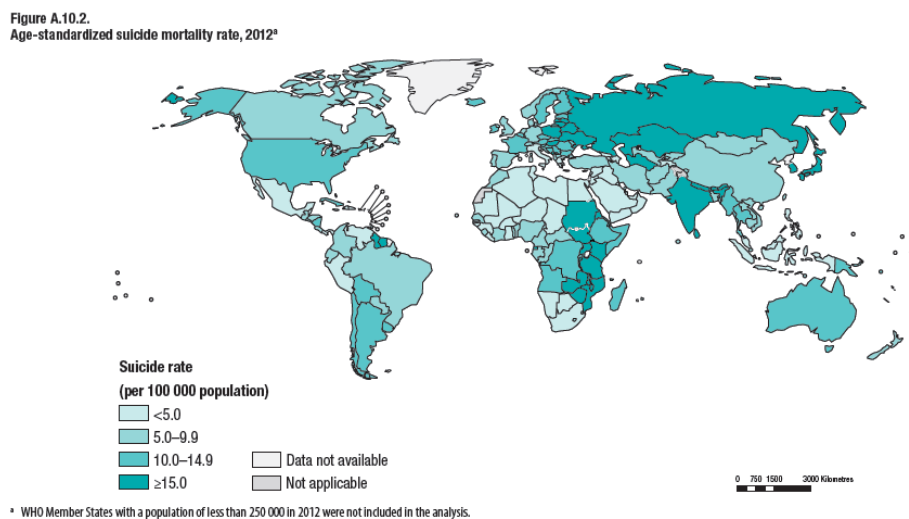 Figure A.10.2.
Age-standardized suicide mortality rate, 2012ª
Suicide rate
(per 100 000 population)
<5.0
5.0–9.9
10.0–14.9
≥15.0
Data not available
Not applicable
0 750 1500 3000 Kilometres
ª WHO Member States with a population of less than 250 000 in 2012 were not included in the analysis.